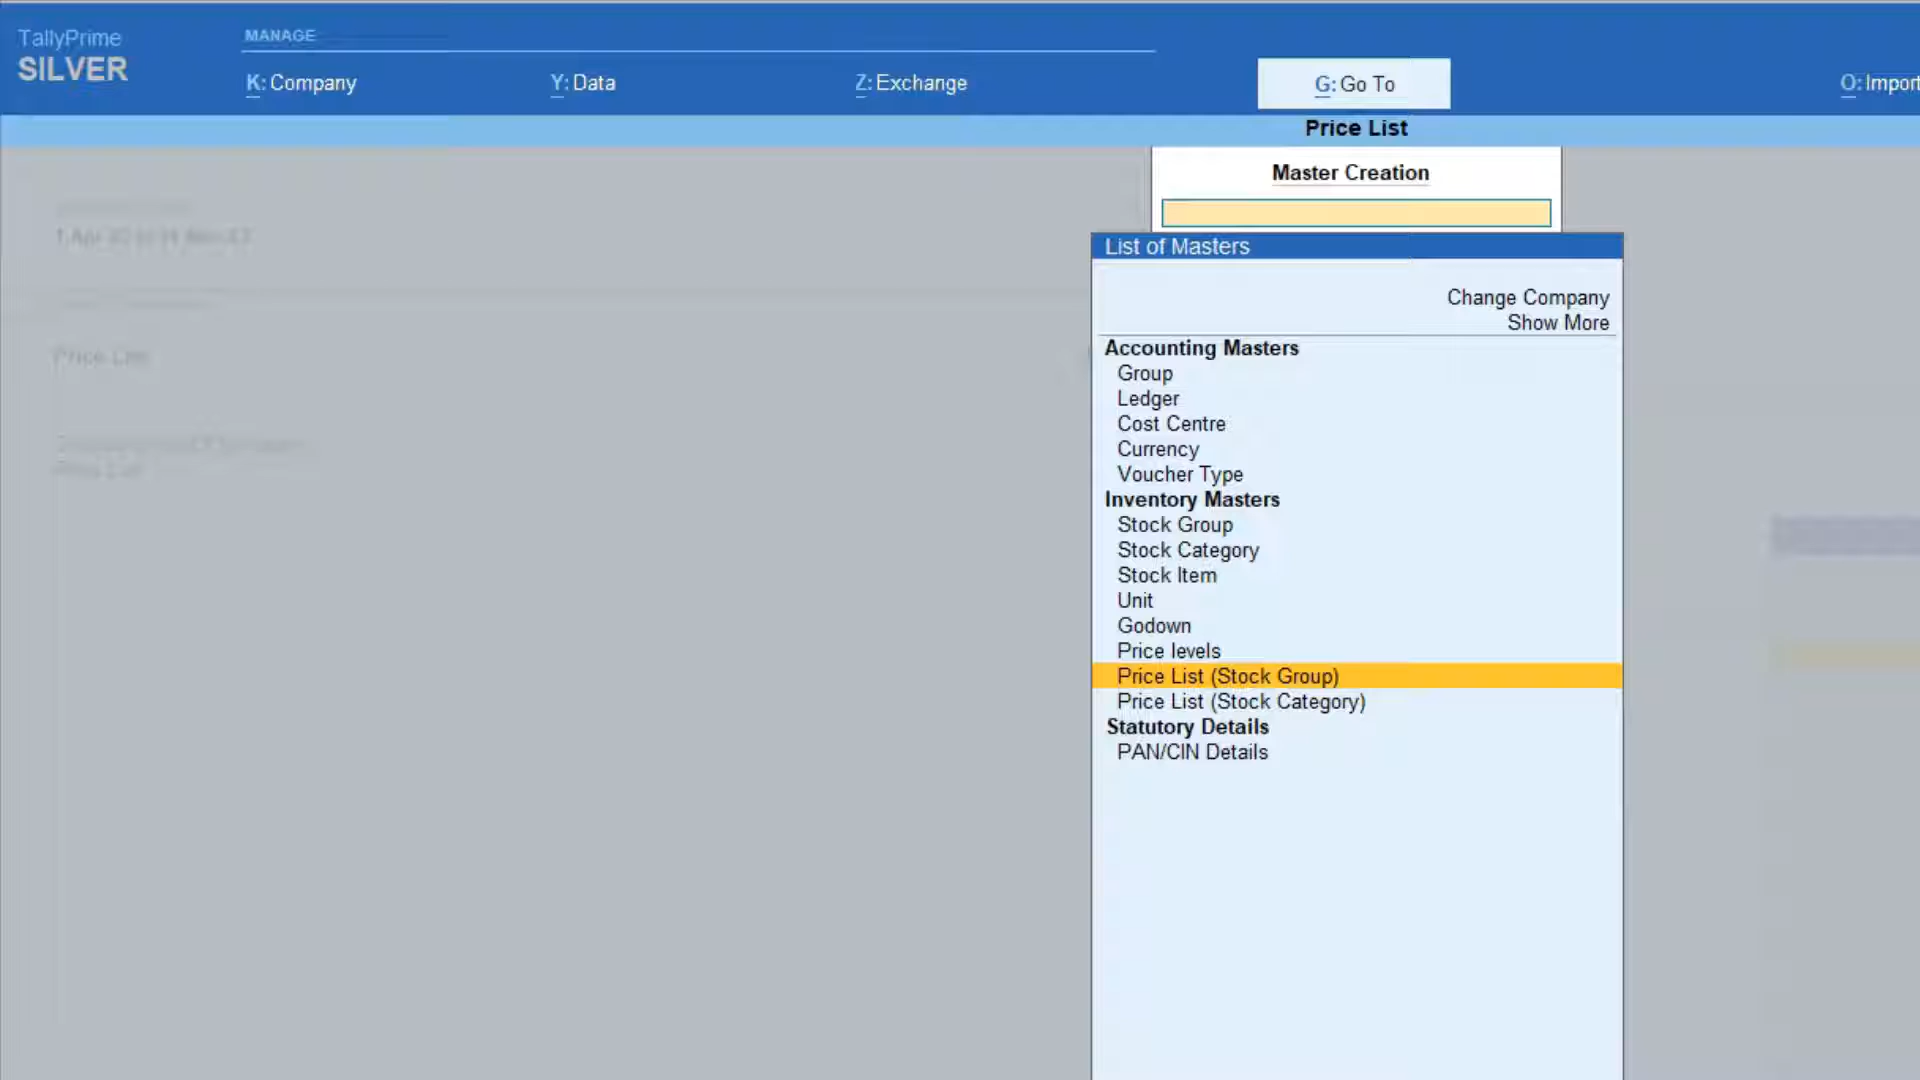 TallyPrime
SILVER
MANAGE
K: Company
Y: Data
Z: Exchange
G: Go To
O: Import
Price List
Master Creation
List of Masters
Change Company
Show More
Accounting Masters
Group
Ledger
Cost Centre
Currency
Voucher Type
Inventory Masters
Stock Group
Stock Category
Stock Item
Unit
Godown
Price levels
Price List (Stock Group)
Price List (Stock Category)
Statutory Details
PAN/CIN Details